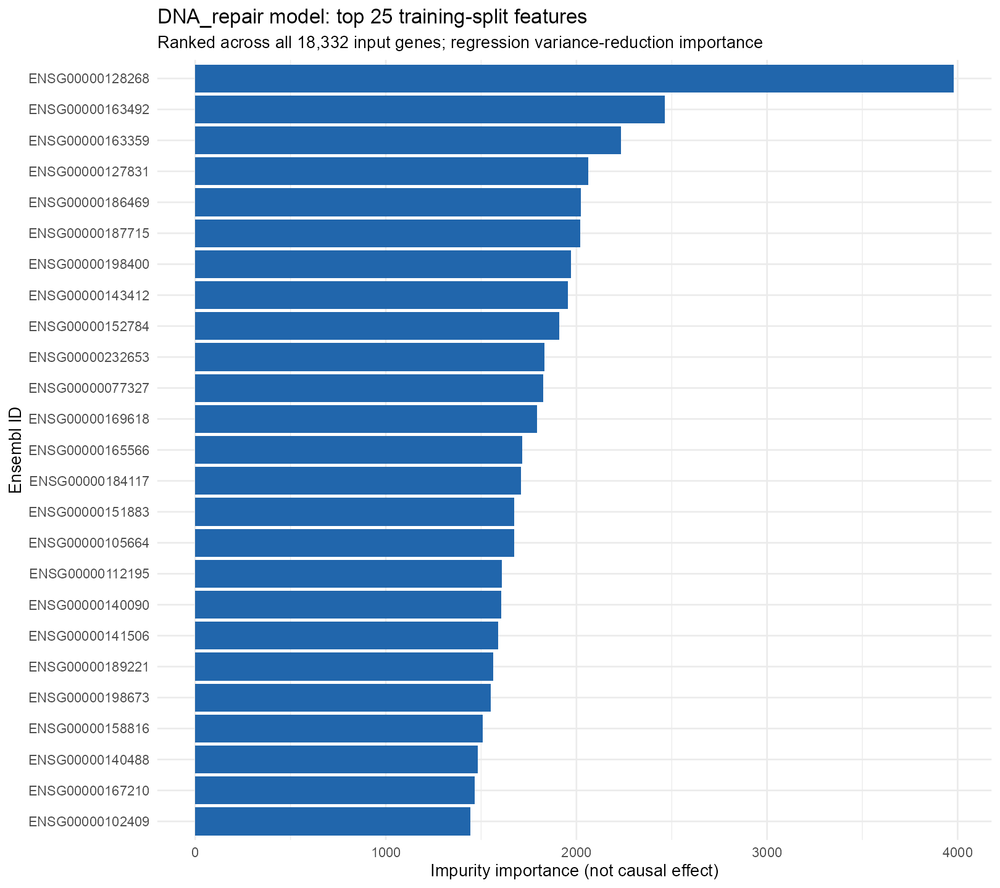 DNA_repair model: top 25 training-split features
Ranked across all 18,332 input genes; regression variance-reduction importance
Ensembl ID
ENSG00000128268
ENSG00000163492
ENSG00000163359
ENSG00000127831
ENSG00000186469
ENSG00000187715
ENSG00000198400
ENSG00000143412
ENSG00000152784
ENSG00000232653
ENSG00000077327
ENSG00000169618
ENSG00000165566
ENSG00000184117
ENSG00000151883
ENSG00000105664
ENSG00000112195
ENSG00000140090
ENSG00000141506
ENSG00000189221
ENSG00000198673
ENSG00000158816
ENSG00000140488
ENSG00000167210
ENSG00000102409
0 1000 2000 3000 4000
Impurity importance (not causal effect)